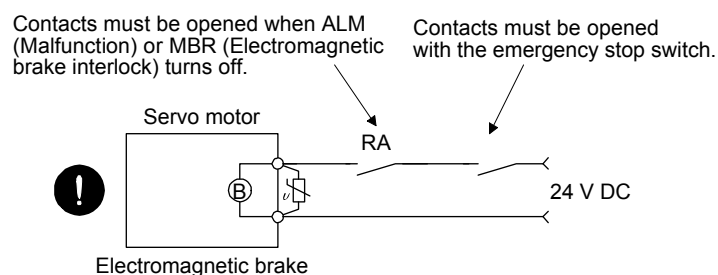 Contacts must be opened when ALM
(Malfunction) or MBR (Electromagnetic
brake interlock) turns off.
Contacts must be opened
with the emergency stop switch.
Servo motor
RA
B
υ
24 V DC
Electromagnetic brake